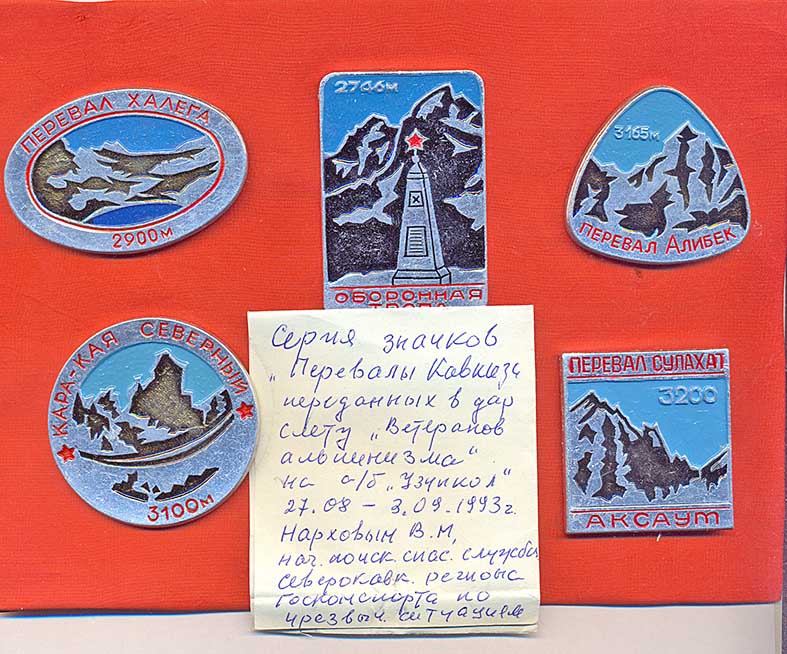 ПЕРЕВАЛ ХАЛЕГА
2900м
2746м
ОБОРОННАЯ
ТРОПА
3165м
ПЕРЕВАЛ АЛИБЕК
КАРА-КАЯ СЕВЕРНЫЙ
3100м
ПЕРЕВАЛ СУЛАХАТ
3200
АКСАУТ
Серия значков
„Перевалы Кавказа
переданных в дар
слету „Ветеранов
альпинизма"
на а/б „Узункол"
27.08 – 3.09.1993г.
Нарховым В.М,
нач. поиск. спас. службы
северокавк. региона
Госкомспорта по
чрезвыч. ситуациям